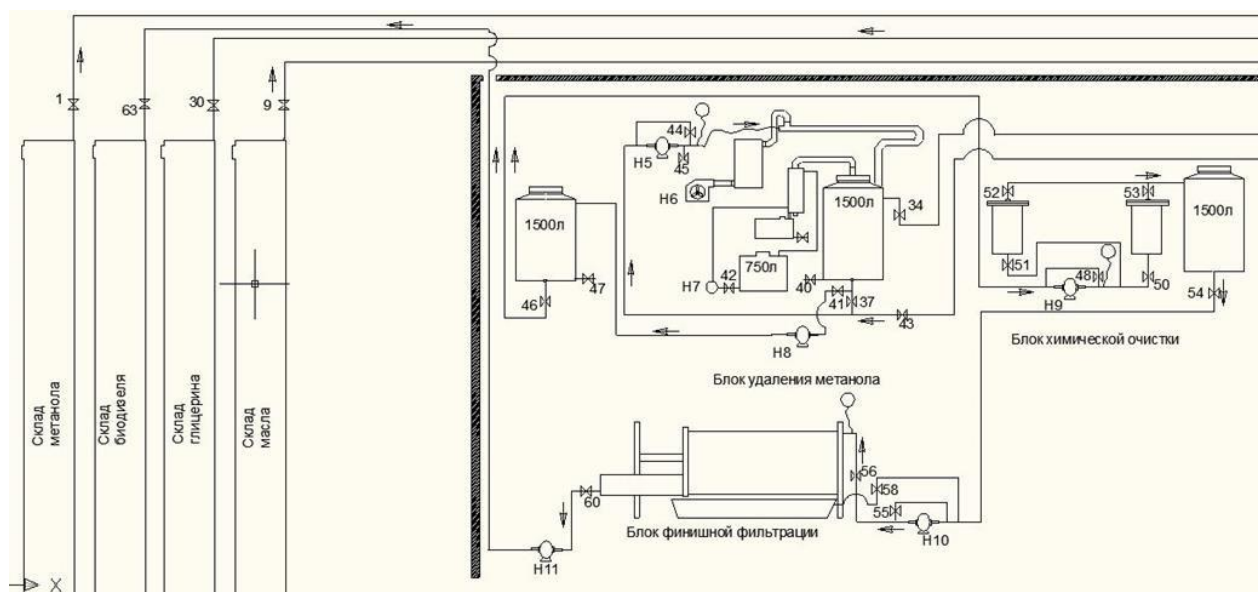 1
63
30
9
Склад
метанола
Склад
биодизеля
Склад
глицерина
Склад
масла
X
44
45
Н5
Н6
Н7
42
750л
1500л
1500л
34
40
41
37
43
46
47
Н8
Блок удаления метанола
52
53
1500л
51
48
50
54
Н9
Блок химической очистки
56
58
55
60
Блок финишной фильтрации
Н10
Н11